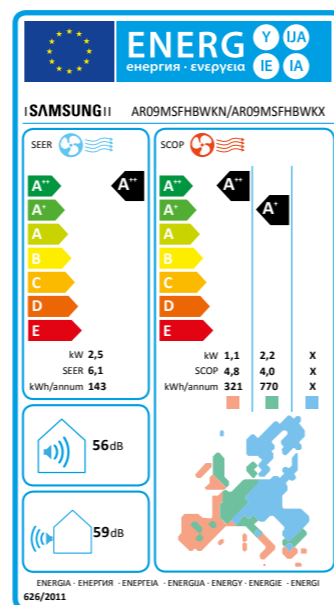 ENERG Y IJA
енергия · ενεργεια IE IA
SAMSUNG AR09MSFHBWKN/AR09MSFHBWKX
SEER SCOP
A++ A++ A++ A++
A+ A+ A+
A A
B B
C C
D D
E E
kW 2,5 kW 1,1 2,2 X
SEER 6,1 SCOP 4,8 4,0 X
kWh/annum 143 kWh/annum 321 770 X
56dB
59dB
ENERGIA · ЕНЕРГИЯ · ΕΝΕΡΓΕΙΑ · ENERGIJA · ENERGY · ENERGIE · ENERGI
626/2011